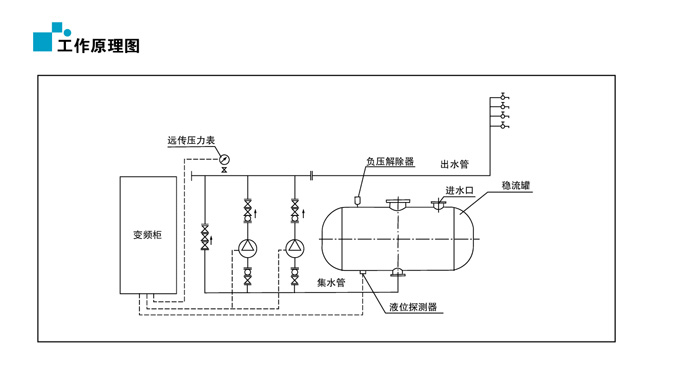 工作原理图
远传压力表
负压解除器
出水管
进水口
稳流罐
变频柜
集水管
液位探测器